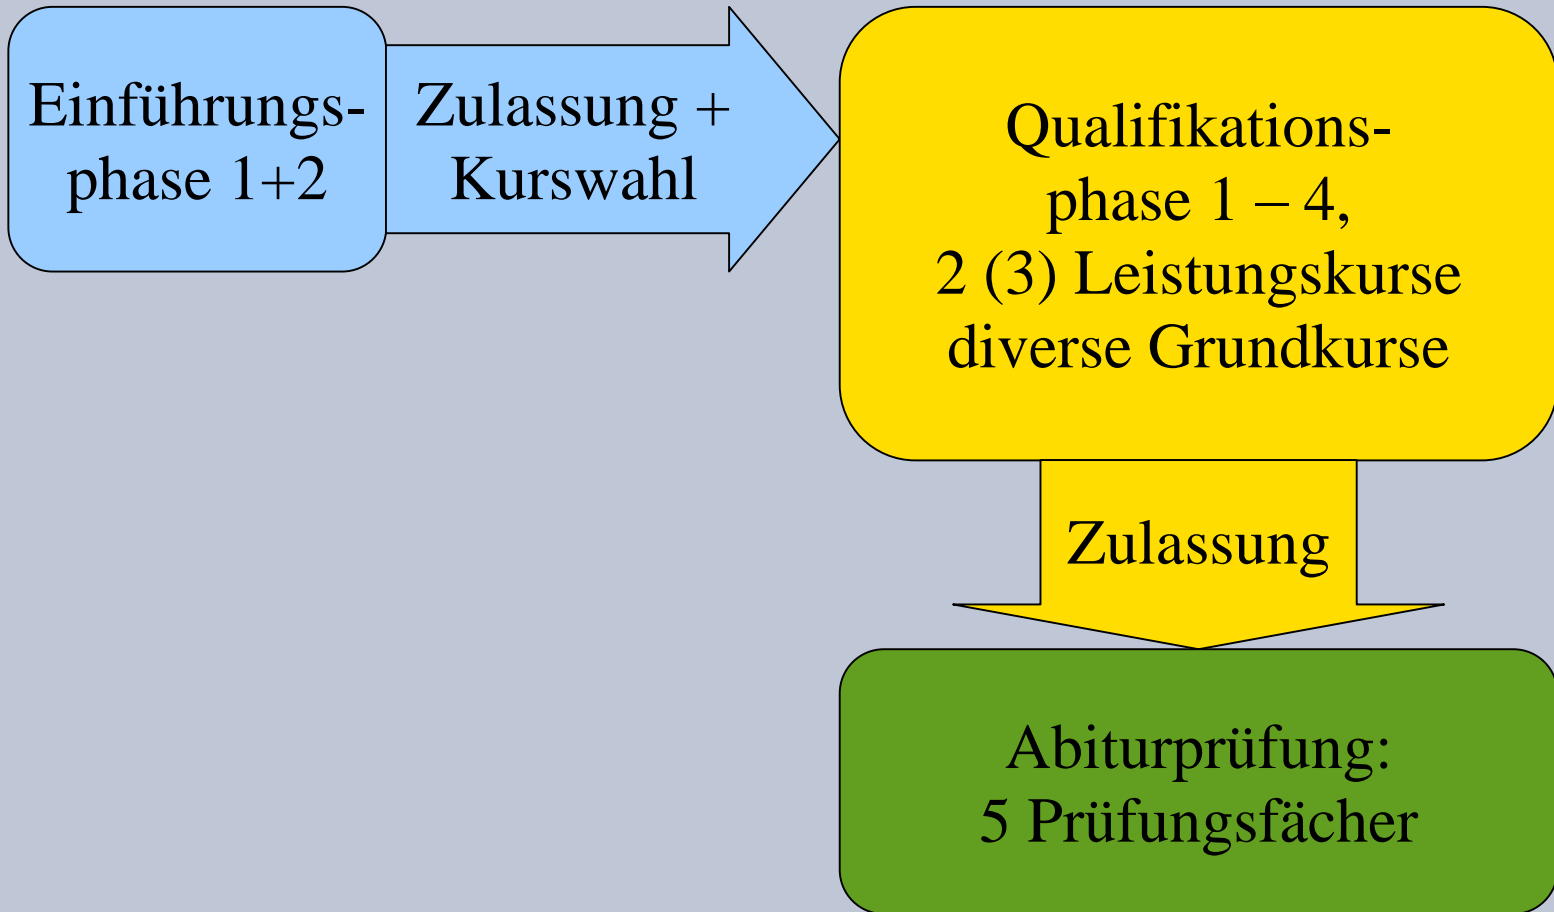 Einführungs-
phase 1+2
Zulassung +
Kurswahl
Qualifikations-
phase 1 – 4,
2 (3) Leistungskurse
diverse Grundkurse
Zulassung
Abiturprüfung:
5 Prüfungsfächer